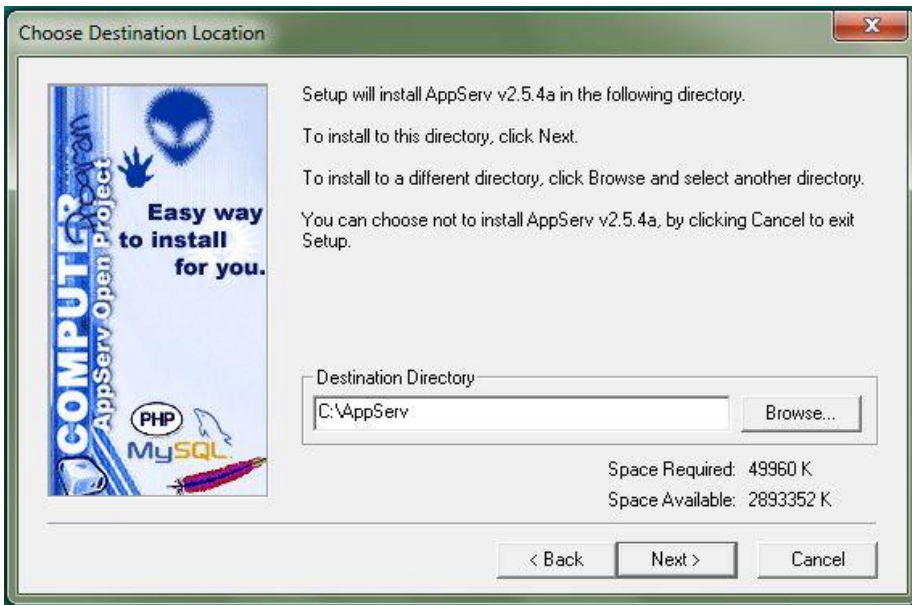 Choose Destination Location
COMPUTER
Program
AppServ Open Project
Easy way
to install
for you.
PHP
MySQL
Setup will install AppServ v2.5.4a in the following directory.
To install to this directory, click Next.
To install to a different directory, click Browse and select another directory.
You can choose not to install AppServ v2.5.4a, by clicking Cancel to exit
Setup.
Destination Directory
C:\AppServ
Browse...
Space Required: 49960 K
Space Available: 2893352 K
< Back
Next >
Cancel